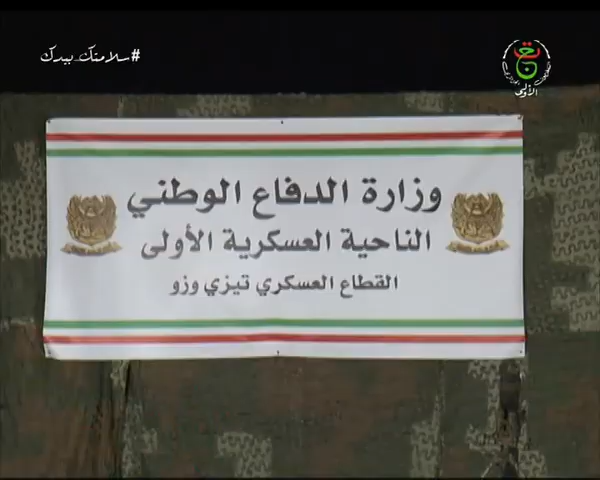 #سلامتك_بيدك
الأولى
وزارة الدفاع الوطني
الناحية العسكرية الأولى
القطاع العسكري تيزي وزو